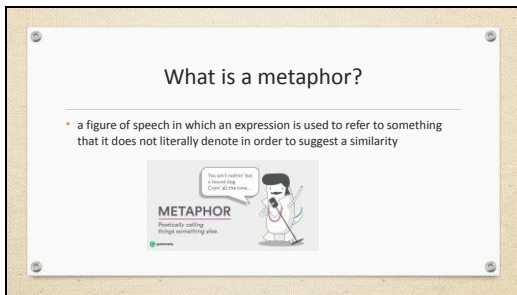 What is a metaphor?
• a figure of speech in which an expression is used to refer to something
that it does not literally denote in order to suggest a similarity
You ain't nothin' but
a hound dog
Cryin' all the time...
METAPHOR
Poetically calling
things something else.
grammarly